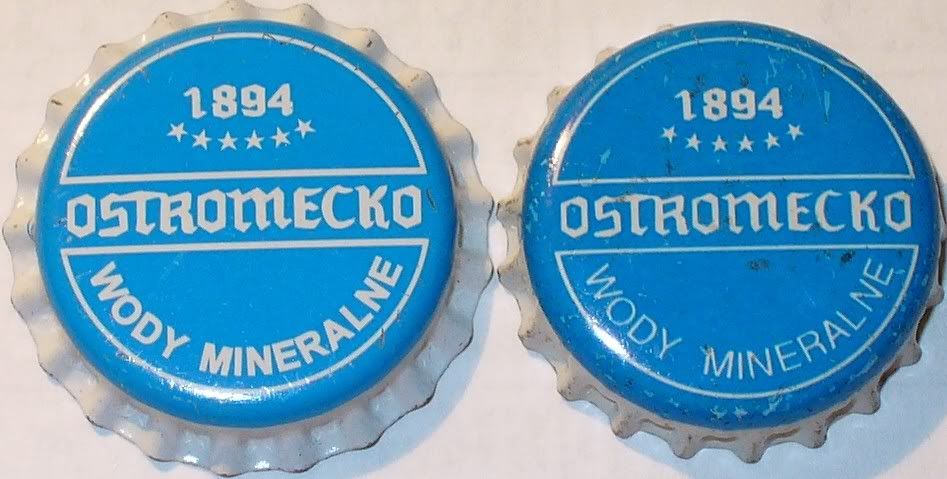 1894
OSTROMECKO
WODY MINERALNE
1894
OSTROMECKO
WODY MINERALNE